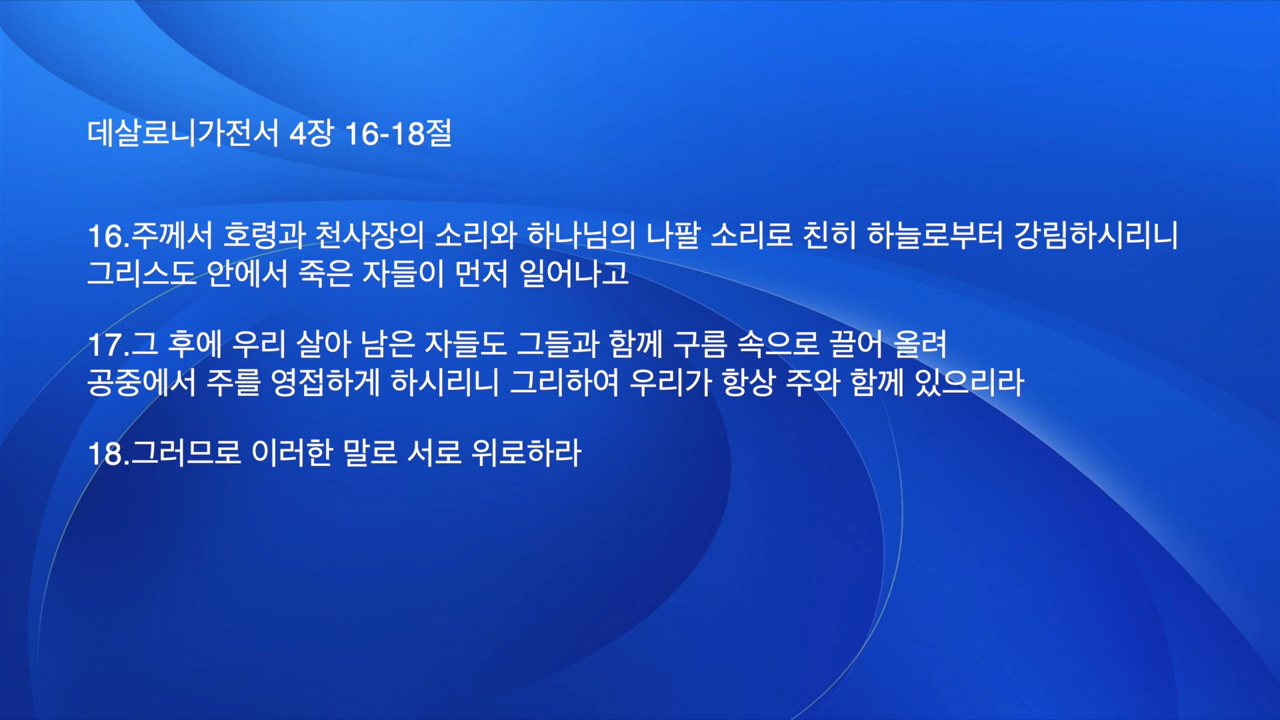 데살로니가전서 4장 16-18절
16.주께서 호령과 천사장의 소리와 하나님의 나팔 소리로 친히 하늘로부터 강림하시리니
그리스도 안에서 죽은 자들이 먼저 일어나고
17.그 후에 우리 살아 남은 자들도 그들과 함께 구름 속으로 끌어 올려
공중에서 주를 영접하게 하시리니 그리하여 우리가 항상 주와 함께 있으리라
18.그러므로 이러한 말로 서로 위로하라